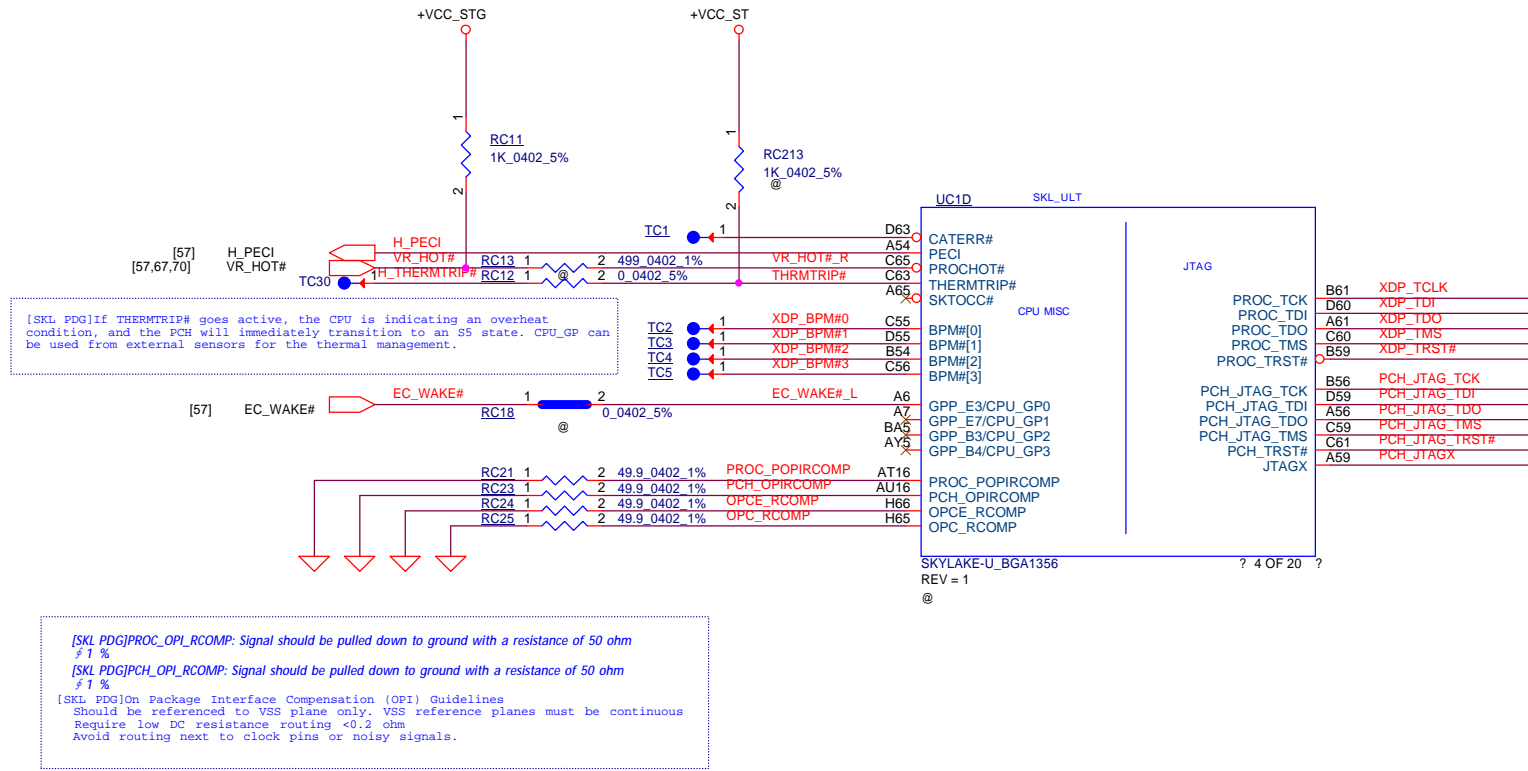 +VCC_STG +VCC_ST
1
RC11
1K_0402_5%
2
1
RC213
1K_0402_5%
@
2
UC1D SKL_ULT
TC1 1 D63 CATERR#
[57] H_PECI H_PECI A54 PECI
[57,67,70] VR_HOT# VR_HOT# RC13 1 2 499_0402_1% VR_HOT#_R C65 PROCHOT#
@
TC30 1 H_THERMTRIP# RC12 1 2 0_0402_5% THRMTRIP# C63 THERMTRIP#
A65 SKTOCC#
JTAG
CPU MISC
[SKL PDG]If THERMTRIP# goes active, the CPU is indicating an overheat
condition, and the PCH will immediately transition to an S5 state. CPU_GP can
be used from external sensors for the thermal management.
TC2 1 XDP_BPM#0 C55 BPM#[0]
TC3 1 XDP_BPM#1 D55 BPM#[1]
TC4 1 XDP_BPM#2 B54 BPM#[2]
TC5 1 XDP_BPM#3 C56 BPM#[3]
[57] EC_WAKE# EC_WAKE# 1 2 EC_WAKE#_L A6 GPP_E3/CPU_GP0
RC18 0_0402_5%
@
A7 GPP_E7/CPU_GP1
BA5 GPP_B3/CPU_GP2
AY5 GPP_B4/CPU_GP3
RC21 1 2 49.9_0402_1% PROC_POPIRCOMP AT16 PROC_POPIRCOMP
RC23 1 2 49.9_0402_1% PCH_OPIRCOMP AU16 PCH_OPIRCOMP
RC24 1 2 49.9_0402_1% OPCE_RCOMP H66 OPCE_RCOMP
RC25 1 2 49.9_0402_1% OPC_RCOMP H65 OPC_RCOMP
PROC_TCK B61 XDP_TCLK
PROC_TDI D60 XDP_TDI
PROC_TDO A61 XDP_TDO
PROC_TMS C60 XDP_TMS
PROC_TRST# B59 XDP_TRST#
PCH_JTAG_TCK B56 PCH_JTAG_TCK
PCH_JTAG_TDI D59 PCH_JTAG_TDI
PCH_JTAG_TDO A56 PCH_JTAG_TDO
PCH_JTAG_TMS C59 PCH_JTAG_TMS
PCH_TRST# C61 PCH_JTAG_TRST#
JTAGX A59 PCH_JTAGX
SKYLAKE-U_BGA1356 ? 4 OF 20 ?
REV = 1
@
[SKL PDG]PROC_OPI_RCOMP: Signal should be pulled down to ground with a resistance of 50 ohm
1 %
[SKL PDG]PCH_OPI_RCOMP: Signal should be pulled down to ground with a resistance of 50 ohm
1 %
[SKL PDG]On Package Interface Compensation (OPI) Guidelines
Should be referenced to VSS plane only. VSS reference planes must be continuous
Require low DC resistance routing <0.2 ohm
Avoid routing next to clock pins or noisy signals.